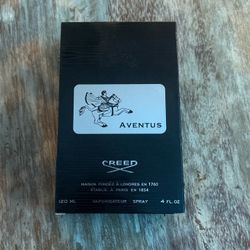 AVENTUS
CREED
MAISON FONDÉE À LONDRES EN 1760
ÉTABLIE À PARIS EN 1854
120 ML VAPORISATEUR SPRAY 4 FL.OZ